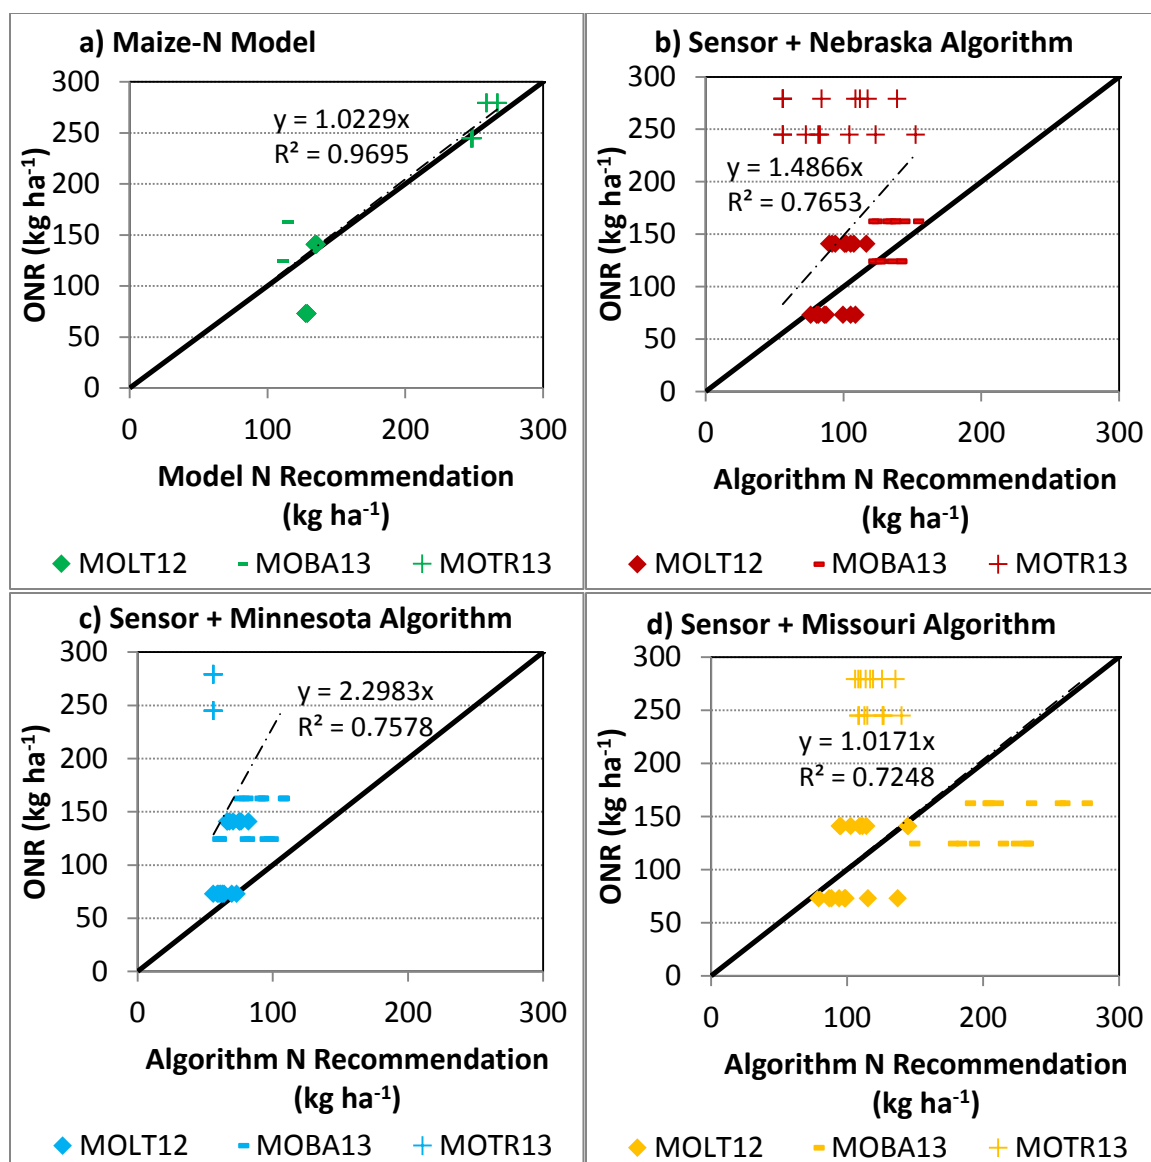 a) Maize-N Model
300
250
200
150
100
50
0
ONR (kg ha⁻¹)
y = 1.0229x
R² = 0.9695
0 100 200 300
Model N Recommendation
(kg ha⁻¹)
MOLT12 MOBA13 MOTR13
b) Sensor + Nebraska Algorithm
300
250
200
150
100
50
0
ONR (kg ha⁻¹)
y = 1.4866x
R² = 0.7653
0 100 200 300
Algorithm N Recommendation
(kg ha⁻¹)
MOLT12 MOBA13 MOTR13
c) Sensor + Minnesota Algorithm
300
250
200
150
100
50
0
ONR (kg ha⁻¹)
y = 2.2983x
R² = 0.7578
0 100 200 300
Algorithm N Recommendation
(kg ha⁻¹)
MOLT12 MOBA13 MOTR13
d) Sensor + Missouri Algorithm
300
250
200
150
100
50
0
ONR (kg ha⁻¹)
y = 1.0171x
R² = 0.7248
0 100 200 300
Algorithm N Recommendation
(kg ha⁻¹)
MOLT12 MOBA13 MOTR13